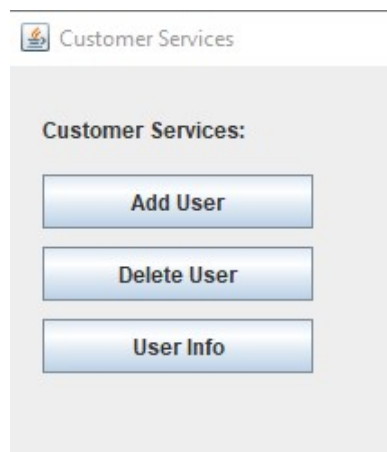 Customer Services
Customer Services:
Add User
Delete User
User Info